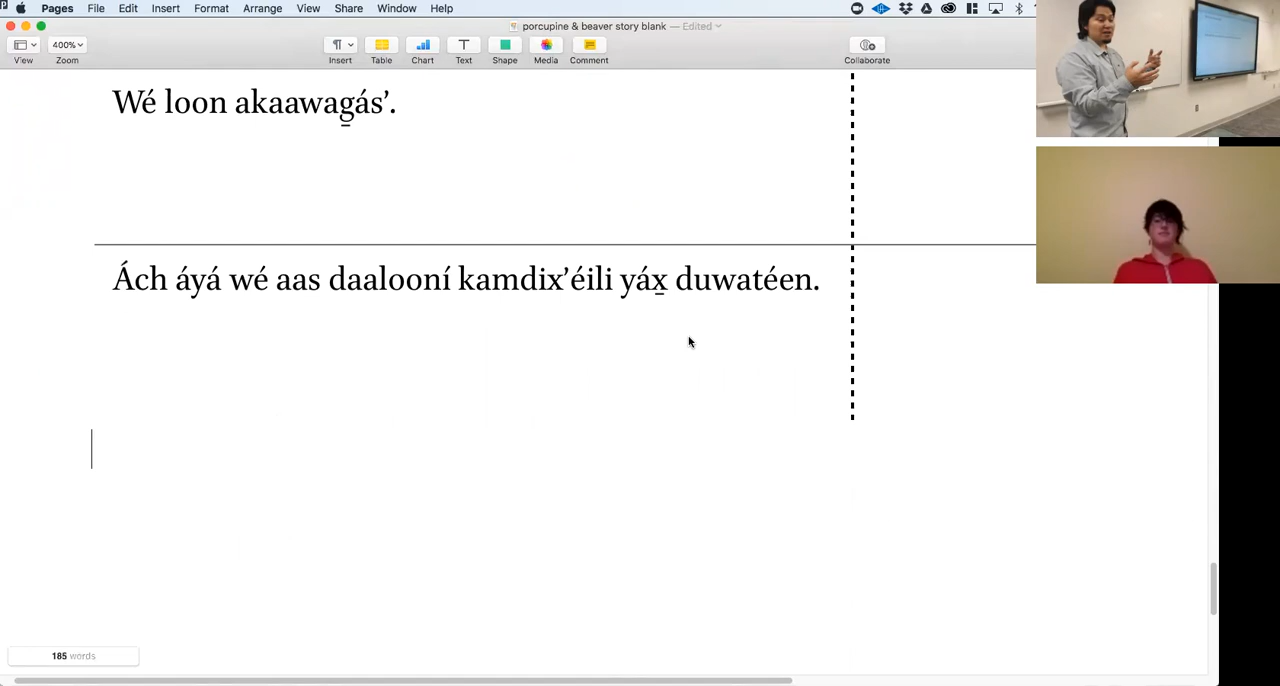 Pages File Edit Insert Format Arrange View Share Window Help
porcupine & beaver story blank — Edited
400%
View Zoom Insert Table Chart Text Shape Media Comment Collaborate
Wé loon akaawag̱ás’.
Ách áyá wé aas daalooní kamdix’éili yáx̱ duwatéen.
185 words